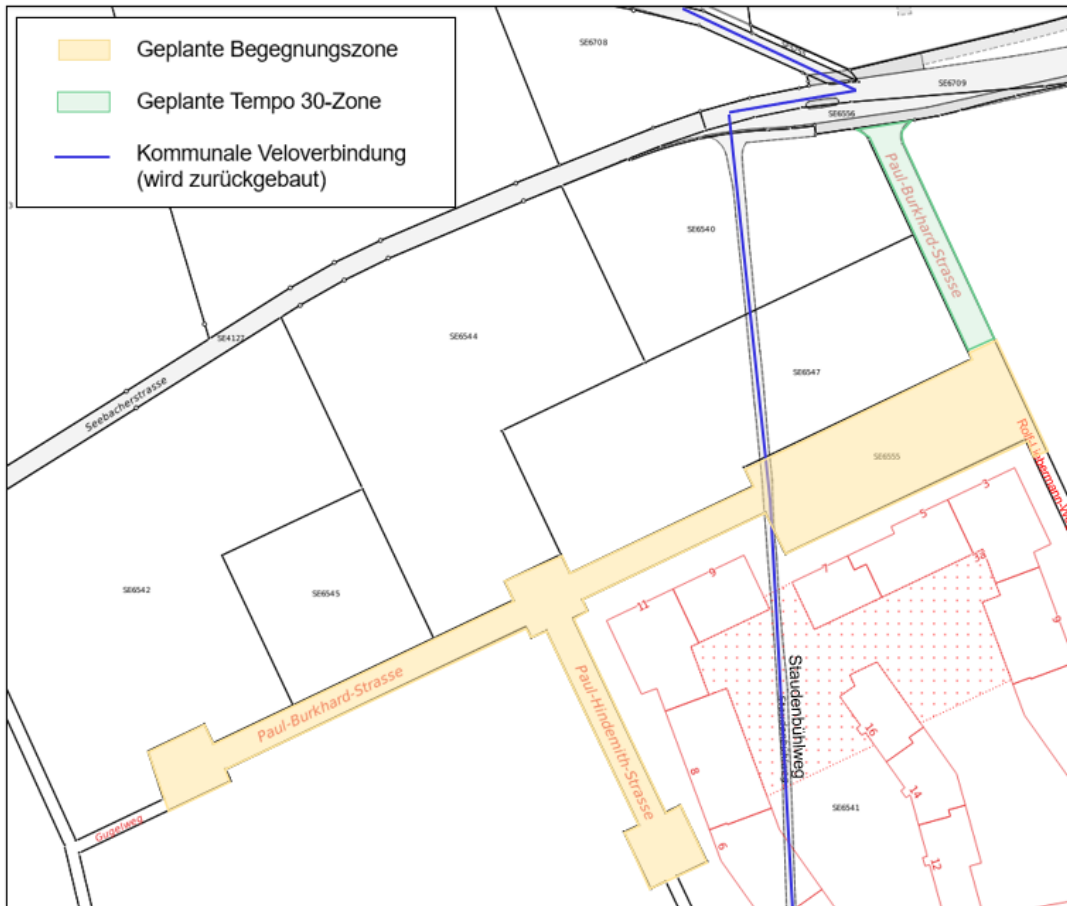 Geplante Begegnungszone
Geplante Tempo 30-Zone
Kommunale Veloverbindung
(wird zurückgebaut)
SE6708
SE6709
SE6556
Paul-Burkhard-Strasse
SE6540
SE4127
SE6544
Seebacherstrasse
SE6547
SE6555
3
5
33
7
9
11
9
SE6542
SE6545
Paul-Burkhard-Strasse
Paul-Hindemith-Strasse
Staudenbühlweg
16
8
14
SE6541
Gugelweg
6
12